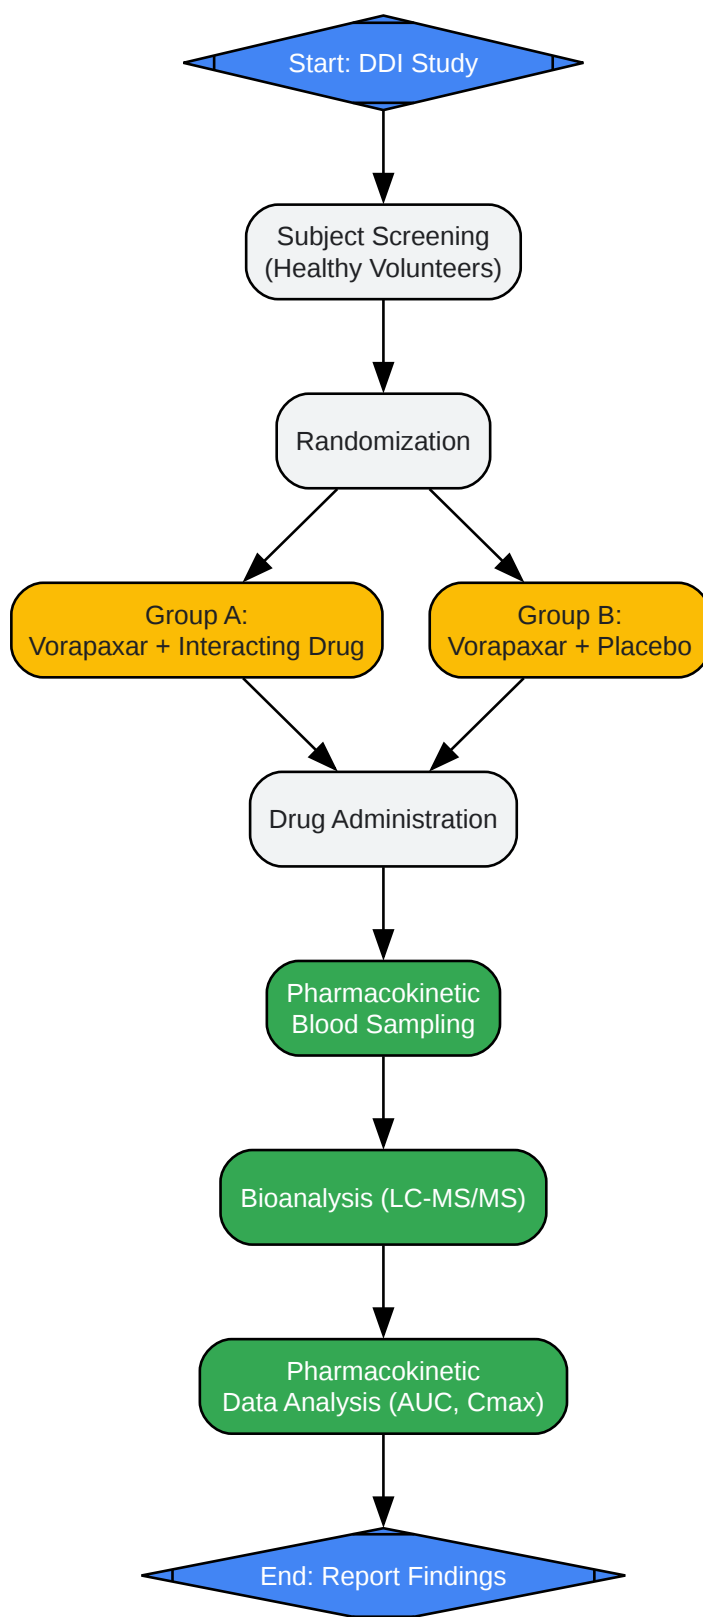 Start: DDI Study
Subject Screening
(Healthy Volunteers)
Randomization
Group A:
Vorapaxar + Interacting Drug
Group B:
Vorapaxar + Placebo
Drug Administration
Pharmacokinetic
Blood Sampling
Bioanalysis (LC-MS/MS)
Pharmacokinetic
Data Analysis (AUC, Cmax)
End: Report Findings